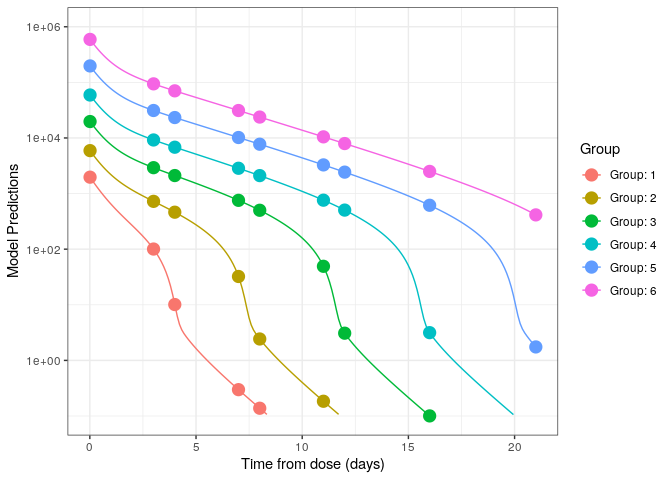 Model Predictions
1e+06
1e+04
1e+02
1e+00
0 5 10 15 20
Time from dose (days)
Group
Group: 1
Group: 2
Group: 3
Group: 4
Group: 5
Group: 6